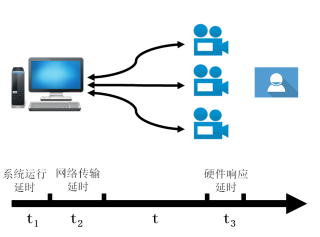 系统运行
延时
网络传输
延时
硬件响应
延时
t₁ t₂ t t₃